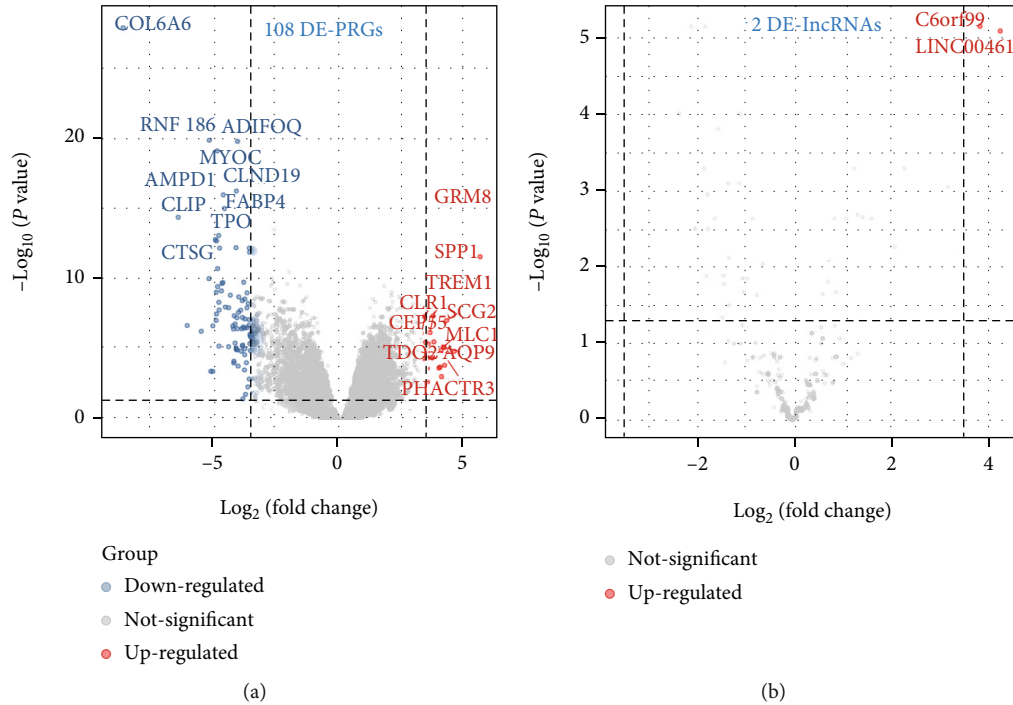 COL6A6
108 DE-PRGs
RNF 186
ADIFOQ
MYOC
CLND19
AMPD1
CLIP
FABP4
TPO
CTSG
GRM8
SPP1
TREM1
CLR1
SCG2
CEP55
MLC1
TDO2
AQP9
PHACTR3
20
10
0
−Log10 (P value)
−5
0
5
Log2 (fold change)
Group
Down-regulated
Not-significant
Up-regulated
(a)
2 DE-lncRNAs
C6orf99
LINC00461
5
4
3
2
1
0
−Log10 (P value)
−2
0
2
4
Log2 (fold change)
Not-significant
Up-regulated
(b)